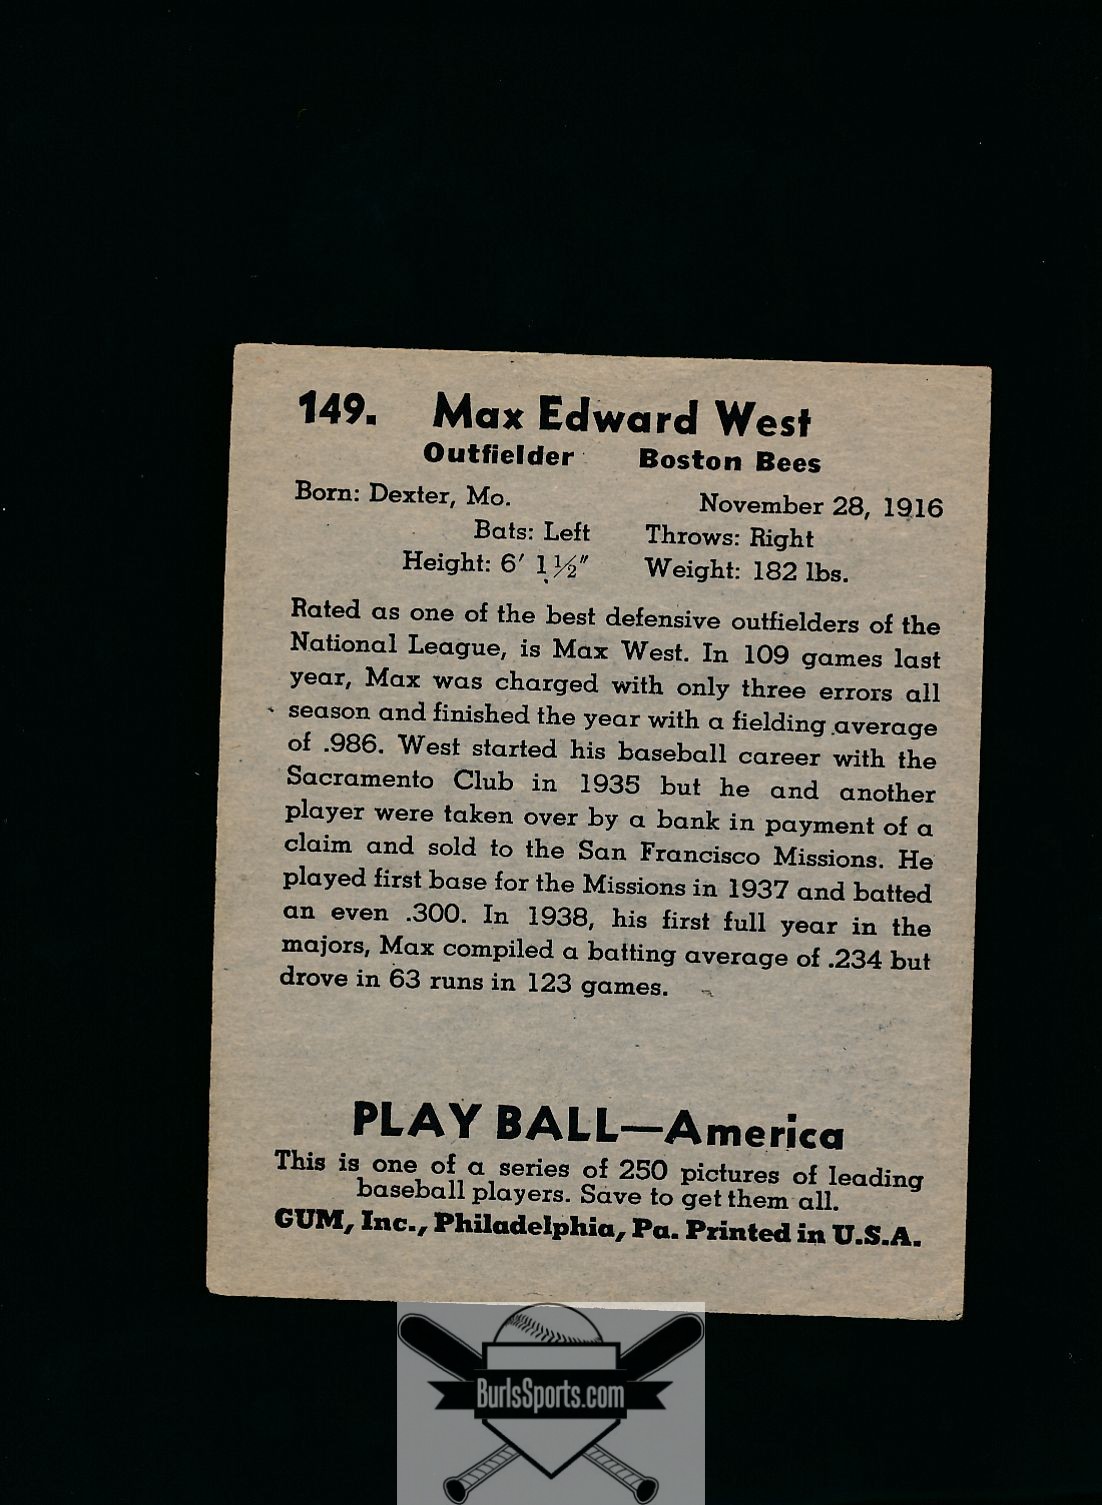 149. Max Edward West
Outfielder Boston Bees
Born: Dexter, Mo. November 28, 1916
Bats: Left Throws: Right
Height: 6' 1½" Weight: 182 lbs.
Rated as one of the best defensive outfielders of the
National League, is Max West. In 109 games last
year, Max was charged with only three errors all
season and finished the year with a fielding average
of .986. West started his baseball career with the
Sacramento Club in 1935 but he and another
player were taken over by a bank in payment of a
claim and sold to the San Francisco Missions. He
played first base for the Missions in 1937 and batted
an even .300. In 1938, his first full year in the
majors, Max compiled a batting average of .234 but
drove in 63 runs in 123 games.
PLAY BALL—America
This is one of a series of 250 pictures of leading
baseball players. Save to get them all.
GUM, Inc., Philadelphia, Pa. Printed in U.S.A.
BurlsSports.com